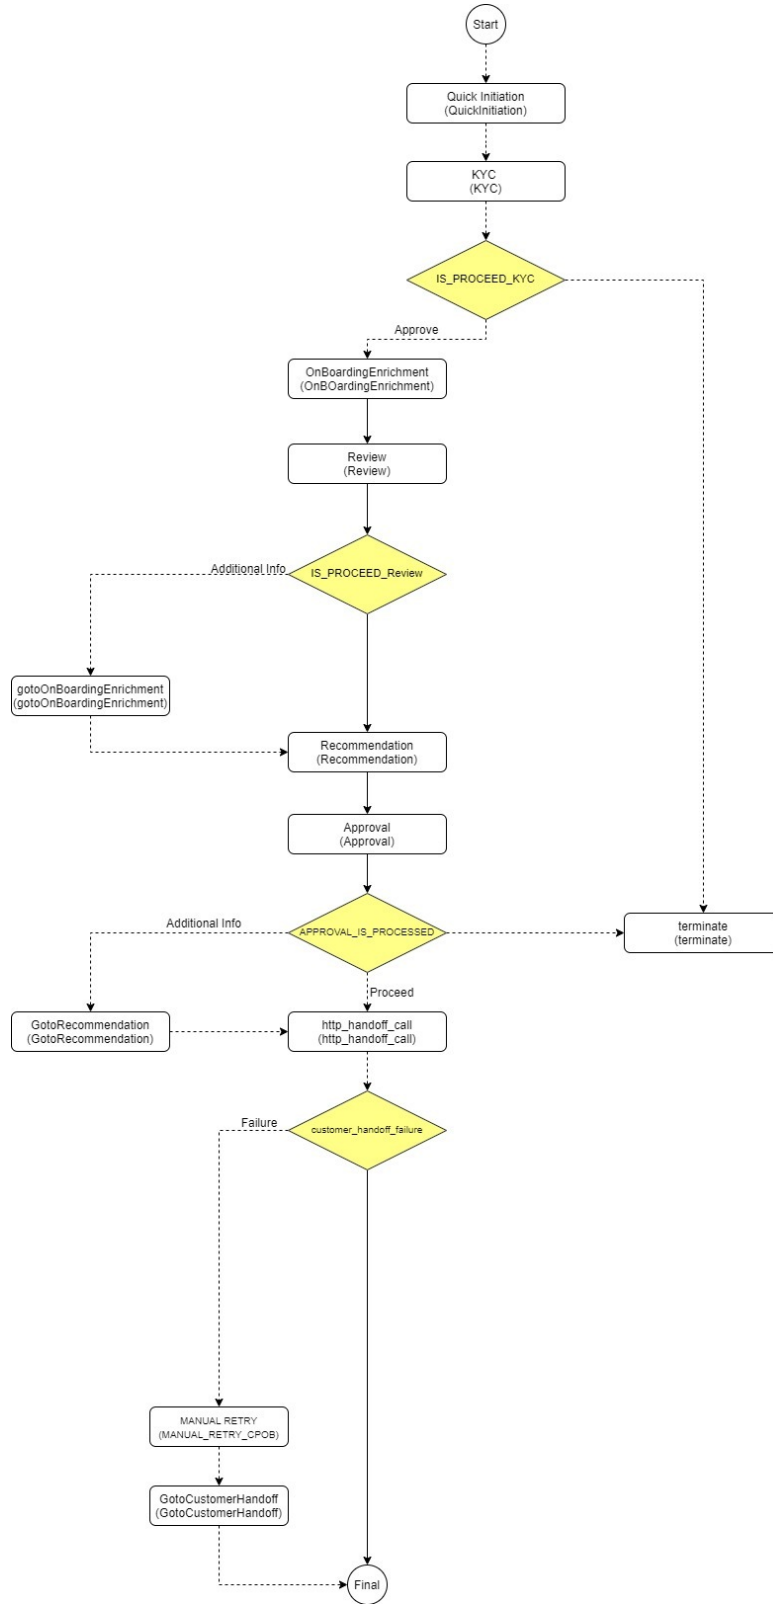 Start
Quick Initiation
(QuickInitiation)
KYC
(KYC)
IS_PROCEED_KYC
Approve
OnBoardingEnrichment
(OnBOardingEnrichment)
Review
(Review)
Additional Info
IS_PROCEED_Review
gotoOnBoardingEnrichment
(gotoOnBoardingEnrichment)
Recommendation
(Recommendation)
Approval
(Approval)
Additional Info
APPROVAL_IS_PROCESSED
terminate
(terminate)
Proceed
GotoRecommendation
(GotoRecommendation)
http_handoff_call
(http_handoff_call)
Failure
customer_handoff_failure
MANUAL RETRY
(MANUAL_RETRY_CPOB)
GotoCustomerHandoff
(GotoCustomerHandoff)
Final